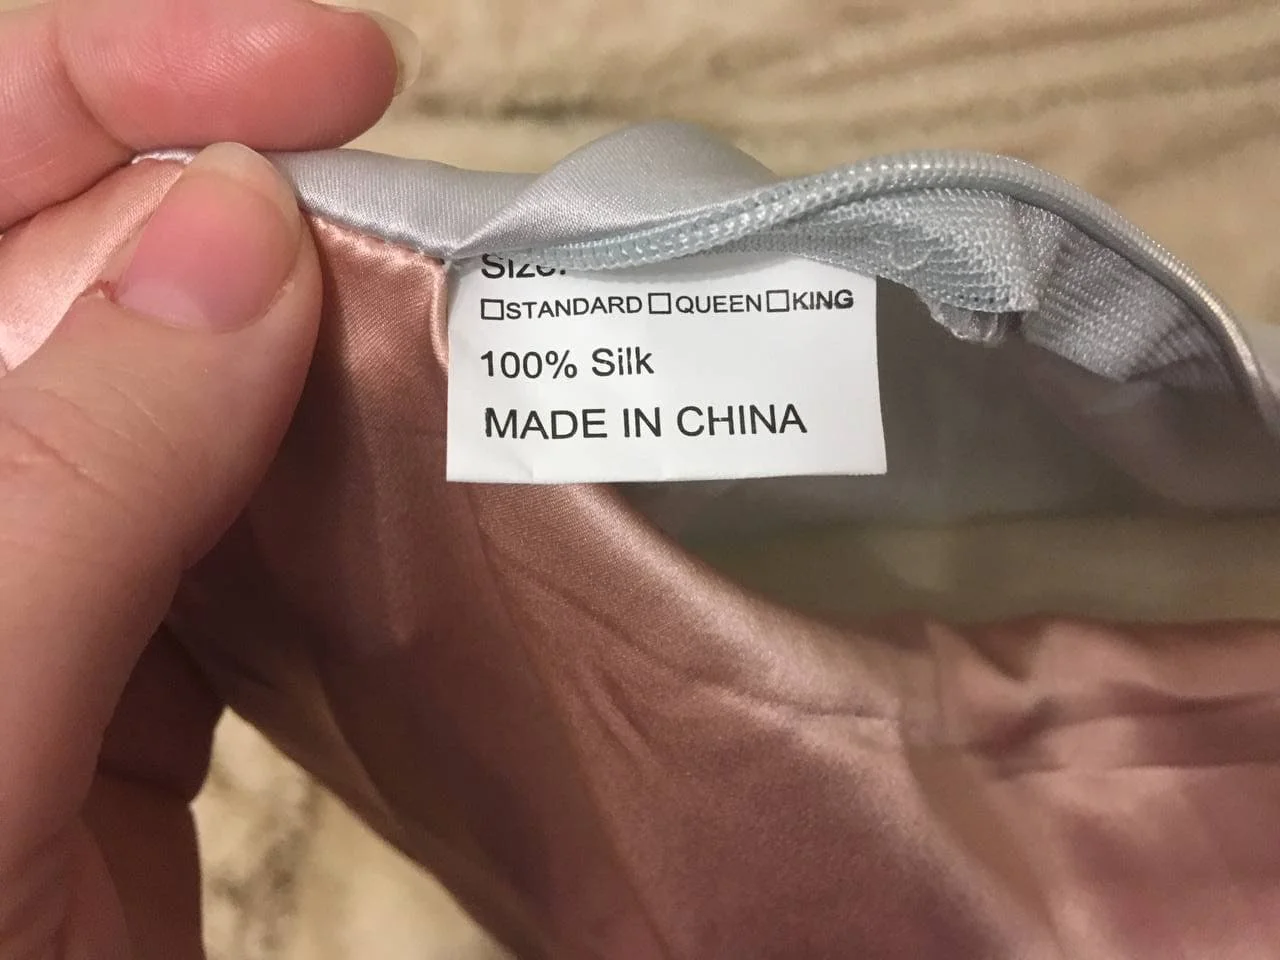 Size:
☐STANDARD ☐QUEEN ☐KING
100% Silk
MADE IN CHINA